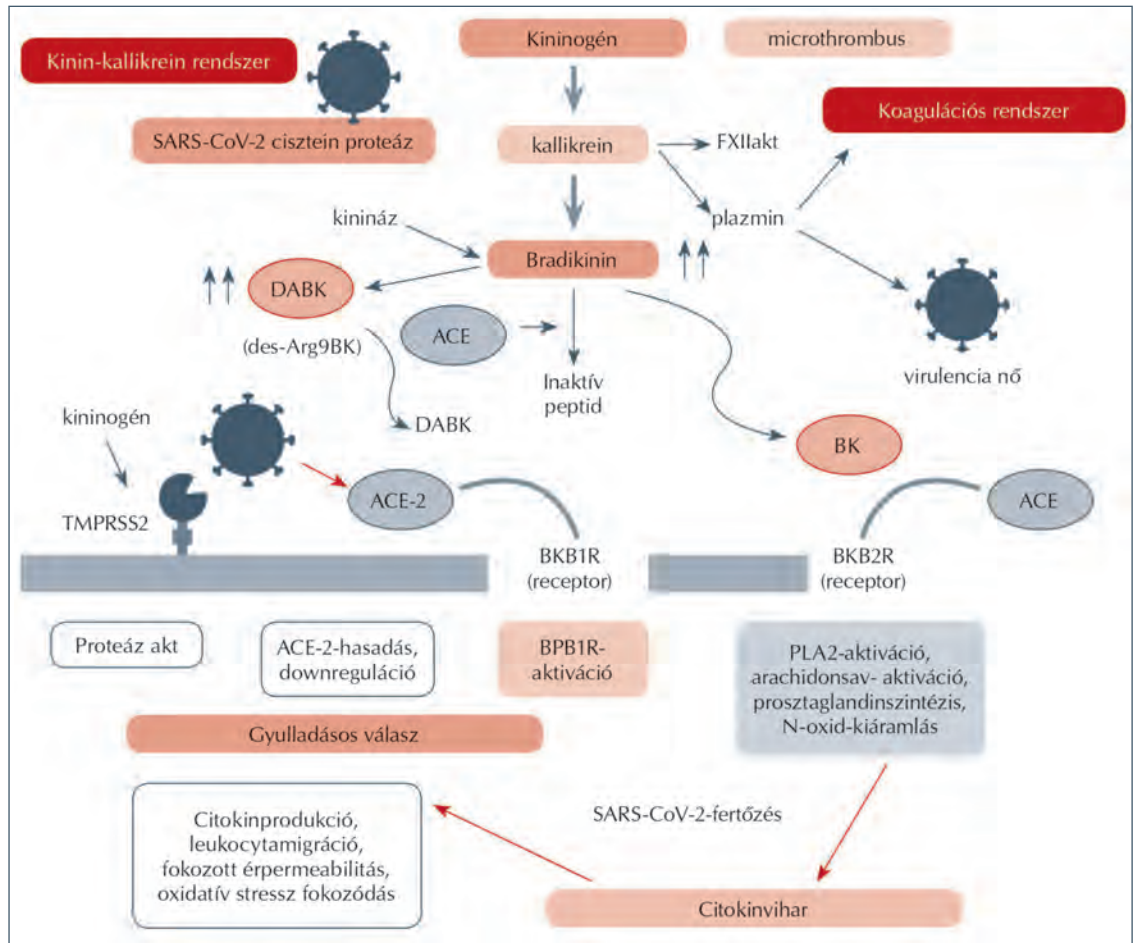 Kininogén
microthrombus
Kinin-kallikrein rendszer
Koagulációs rendszer
SARS-CoV-2 cisztein proteáz
kallikrein
FXIIakt
kinináz
plazmin
Bradikinin
DABK
(des-Arg9BK)
ACE
Inaktív
peptid
virulencia nő
kininogén
DABK
BK
TMPRSS2
ACE-2
ACE
BKB1R
(receptor)
BKB2R
(receptor)
Proteáz akt
ACE-2-hasadás,
downreguláció
BPB1R-
aktiváció
PLA2-aktiváció,
arachidonsav- aktiváció,
prosztaglandinszintézis,
N-oxid-kiáramlás
Gyulladásos válasz
Citokinprodukció,
leukocytamigráció,
fokozott érpermeabilitás,
oxidatív stressz fokozódás
SARS-CoV-2-fertőzés
Citokinvihar